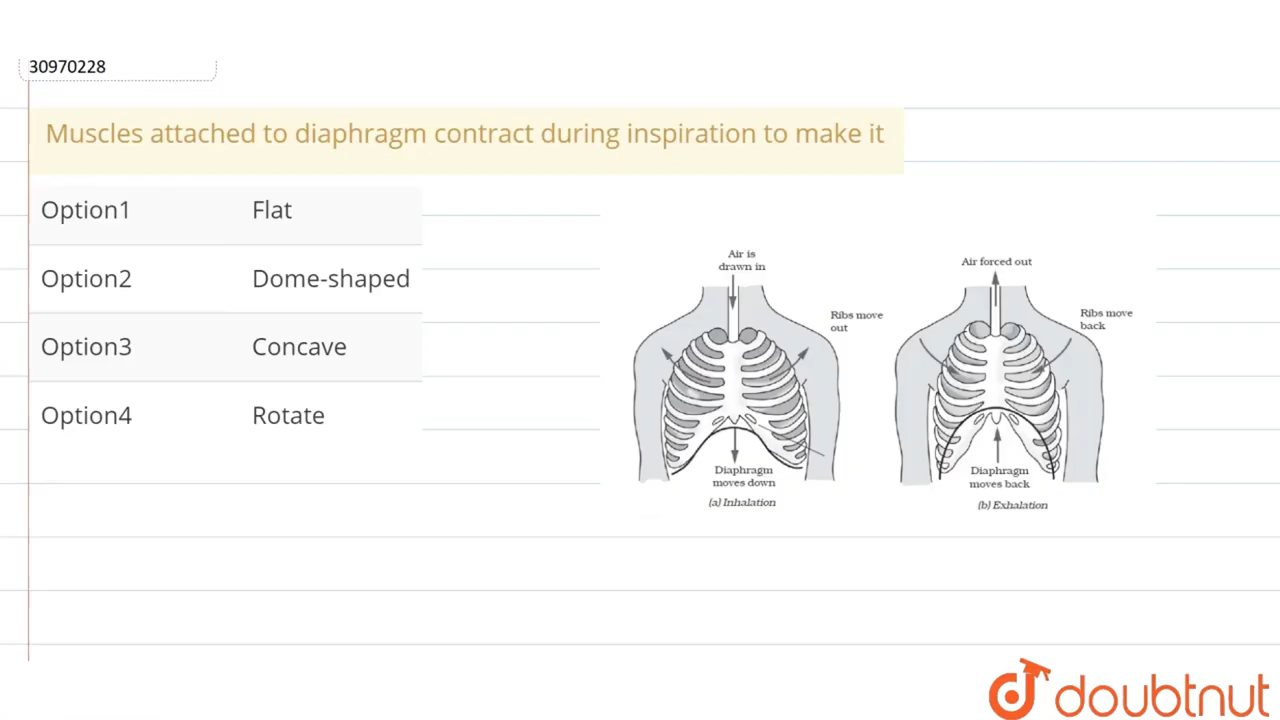 30970228
Muscles attached to diaphragm contract during inspiration to make it
Option1 Flat
Option2 Dome-shaped
Option3 Concave
Option4 Rotate
Air is
drawn in
Ribs move
out
Diaphragm
moves down
(a) Inhalation
Air forced out
Ribs move
back
Diaphragm
moves back
(b) Exhalation
doubtnut